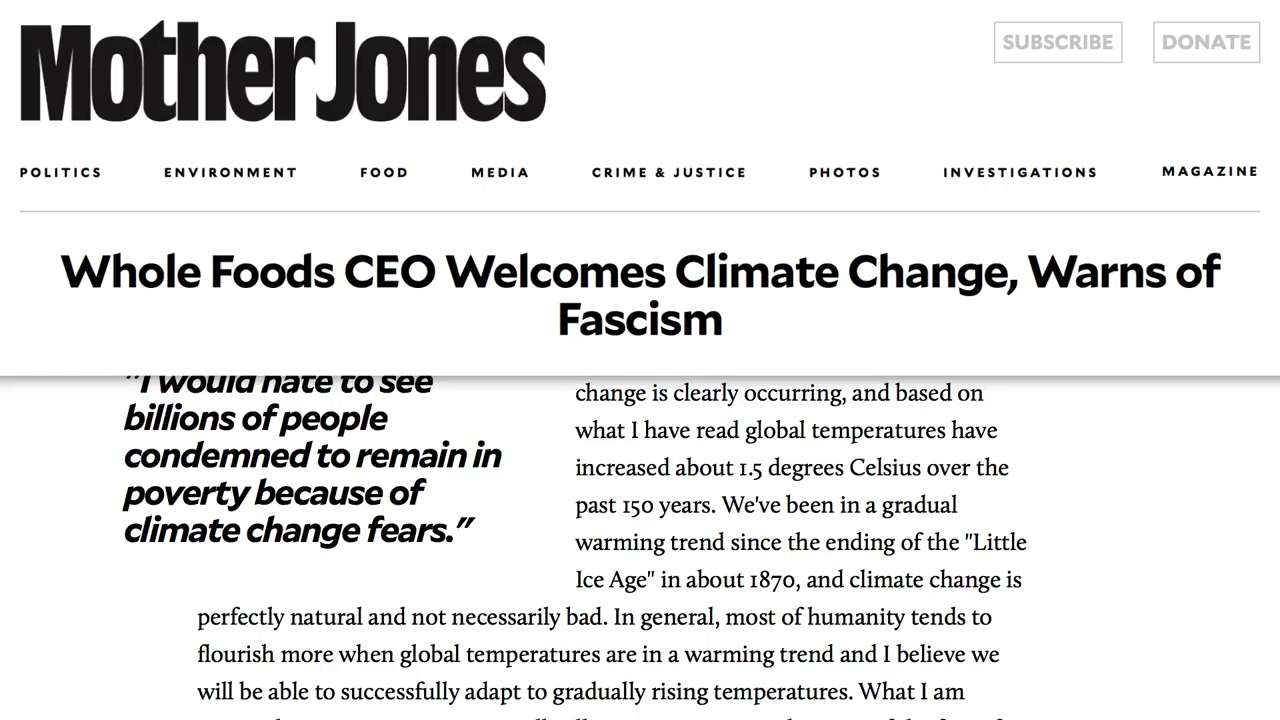 Mother Jones
SUBSCRIBE
DONATE
POLITICS
ENVIRONMENT
FOOD
MEDIA
CRIME & JUSTICE
PHOTOS
INVESTIGATIONS
MAGAZINE
Whole Foods CEO Welcomes Climate Change, Warns of
Fascism
"I would hate to see
billions of people
condemned to remain in
poverty because of
climate change fears."
change is clearly occurring, and based on
what I have read global temperatures have
increased about 1.5 degrees Celsius over the
past 150 years. We've been in a gradual
warming trend since the ending of the "Little
Ice Age" in about 1870, and climate change is
perfectly natural and not necessarily bad. In general, most of humanity tends to
flourish more when global temperatures are in a warming trend and I believe we
will be able to successfully adapt to gradually rising temperatures. What I am